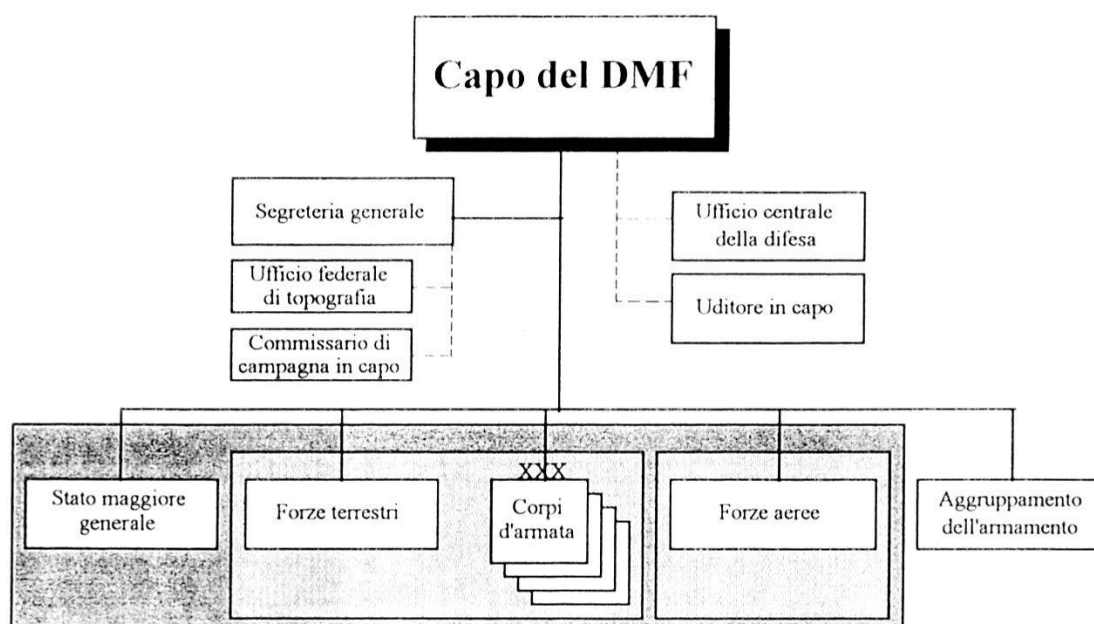 Capo del DMF
Segreteria generale
Ufficio centrale
della difesa
Ufficio federale
di topografia
Uditore in capo
Commissario di
campagna in capo
XXX
Stato maggiore
generale
Forze terrestri
Corpi
d'armata
Forze aeree
Aggruppamento
dell'armamento